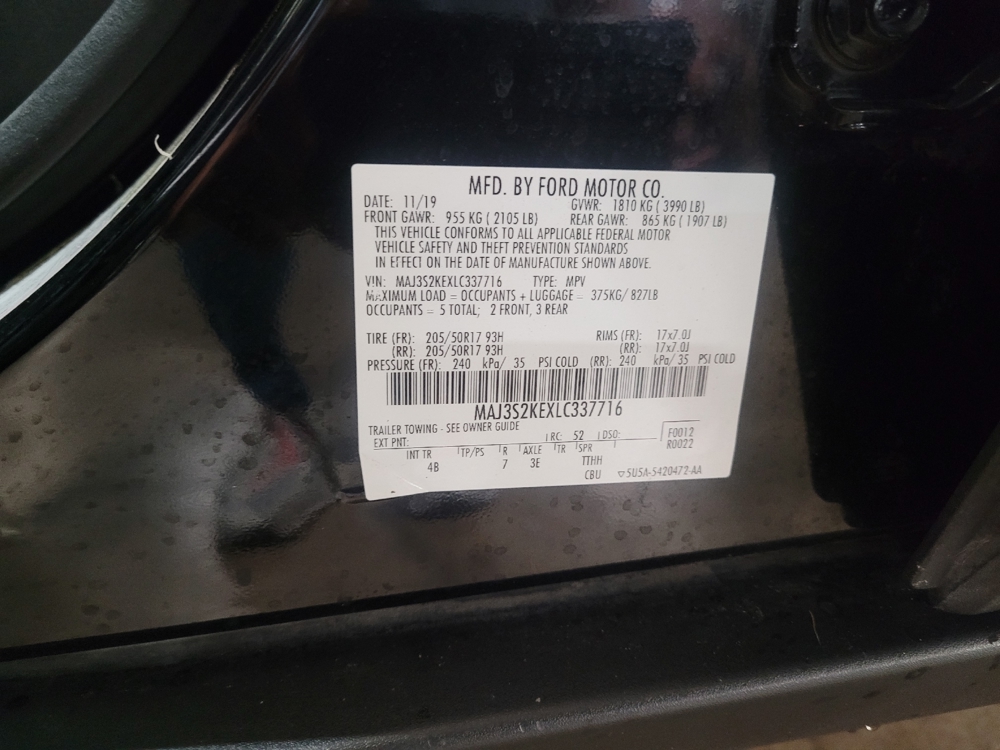 MFD. BY FORD MOTOR CO.
DATE: 11/19 GVWR: 1810 KG ( 3990 LB)
FRONT GAWR: 955 KG ( 2105 LB) REAR GAWR: 865 KG ( 1907 LB)
THIS VEHICLE CONFORMS TO ALL APPLICABLE FEDERAL MOTOR
VEHICLE SAFETY AND THEFT PREVENTION STANDARDS
IN EFFECT ON THE DATE OF MANUFACTURE SHOWN ABOVE.
VIN: MAJ3S2KEXLC337716 TYPE: MPV
MAXIMUM LOAD = OCCUPANTS + LUGGAGE = 375KG/ 827LB
OCCUPANTS = 5 TOTAL; 2 FRONT, 3 REAR
TIRE (FR): 205/50R17 93H RIMS (FR): 17x7.0J
(RR): 205/50R17 93H (RR): 17x7.0J
PRESSURE (FR): 240 kPa/ 35 PSI COLD (RR): 240 kPa/ 35 PSI COLD
MAJ3S2KEXLC337716
TRAILER TOWING - SEE OWNER GUIDE
EXT PNT: RC: 52 DSO: F0012
R0022
INT TR TP/PS R AXLE TR SPR
4B 7 3E TTHH
CBU ▽5U5A-5420472-AA